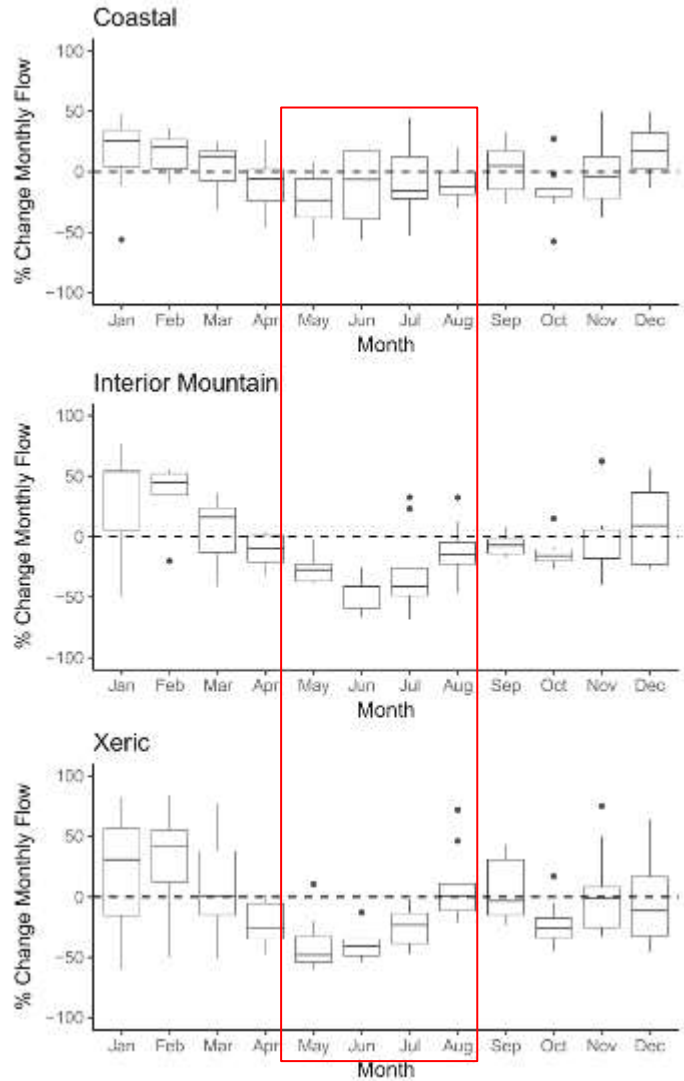 Coastal
% Change Monthly Flow
100
50
0
−50
−100
Jan Feb Mar Apr May Jun Jul Aug Sep Oct Nov Dec
Month
Interior Mountain
% Change Monthly Flow
100
50
0
−50
−100
Jan Feb Mar Apr May Jun Jul Aug Sep Oct Nov Dec
Month
Xeric
% Change Monthly Flow
100
50
0
−50
−100
Jan Feb Mar Apr May Jun Jul Aug Sep Oct Nov Dec
Month